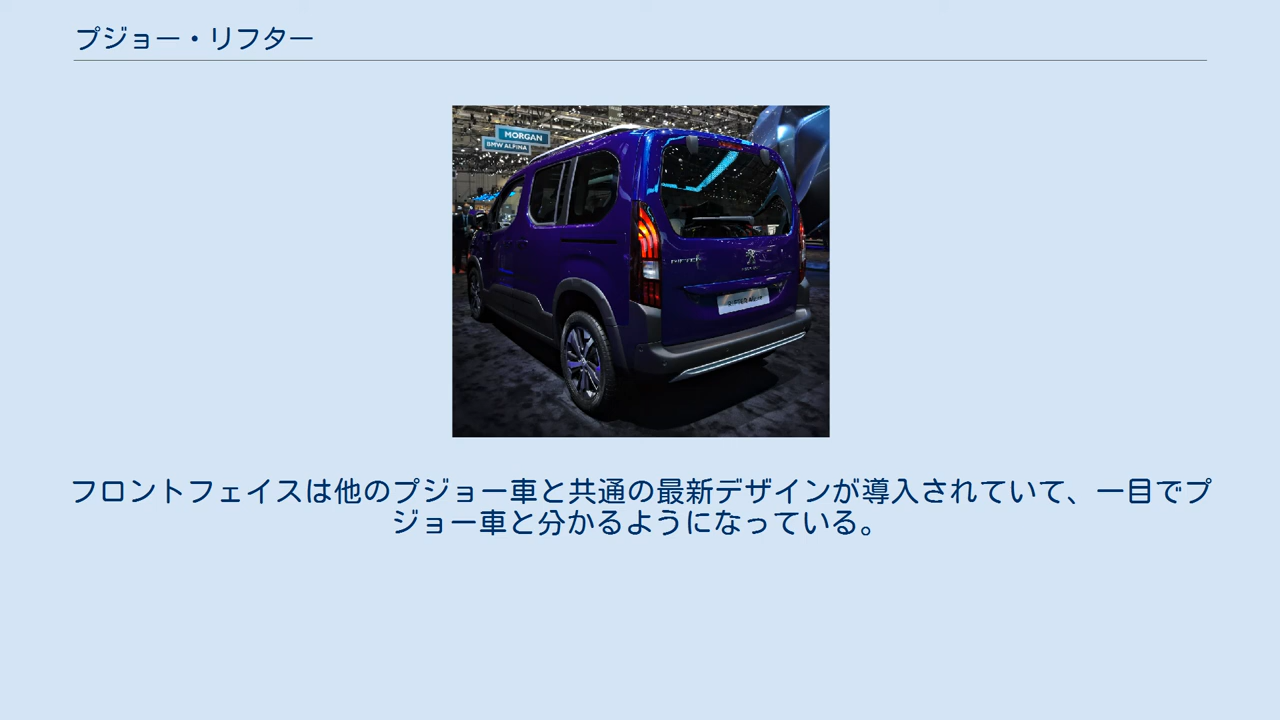 プジョー・リフター
MORGAN
BMW ALPINA
フロントフェイスは他のプジョー車と共通の最新デザインが導入されていて、一目でプ
ジョー車と分かるようになっている。